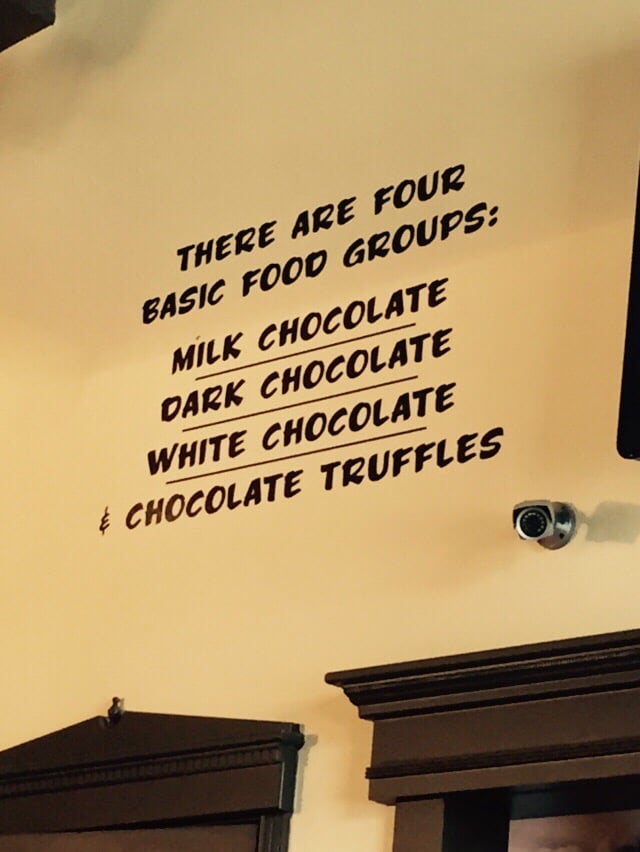 THERE ARE FOUR
BASIC FOOD GROUPS:
MILK CHOCOLATE
DARK CHOCOLATE
WHITE CHOCOLATE
& CHOCOLATE TRUFFLES